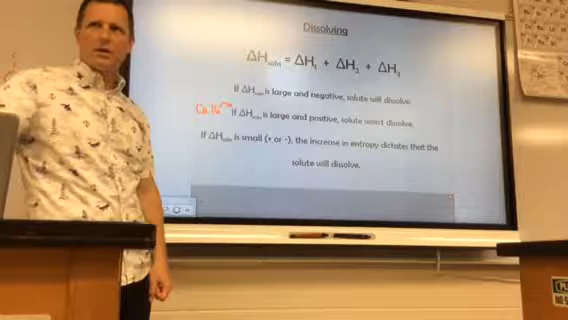 Dissolving
ΔHsoln = ΔH1 + ΔH2 + ΔH3
If ΔHsoln is large and negative, solute will dissolve.
If ΔHsoln is large and positive, solute won't dissolve.
If ΔHsoln is small (+ or -), the increase in entropy dictates that the
solute will dissolve.